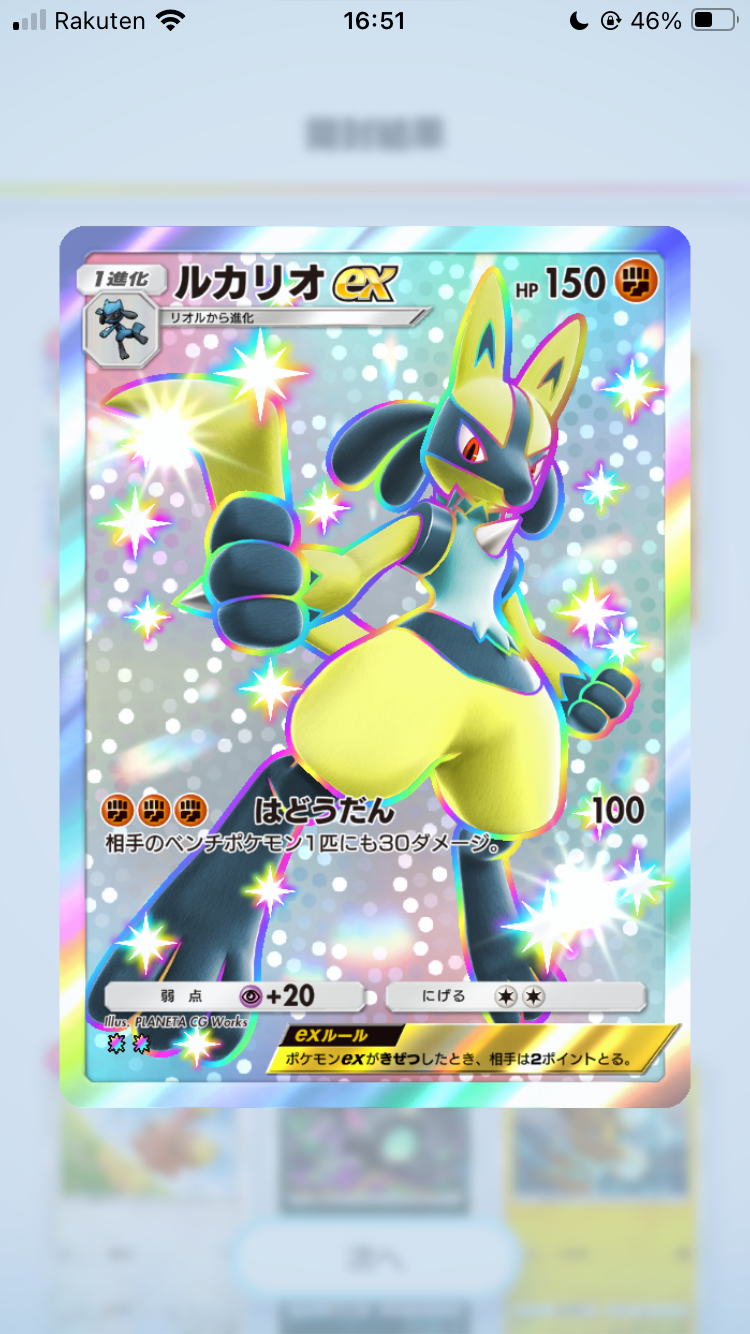 Rakuten
16:51
46%
1進化
ルカリオex
HP 150
リオルから進化
はどうだん
100
相手のベンチポケモン1匹にも30ダメージ。
弱点
+20
にげる
Illus. PLANETA CG Works
exルール
ポケモンexがきぜつしたとき、相手は2ポイントとる。